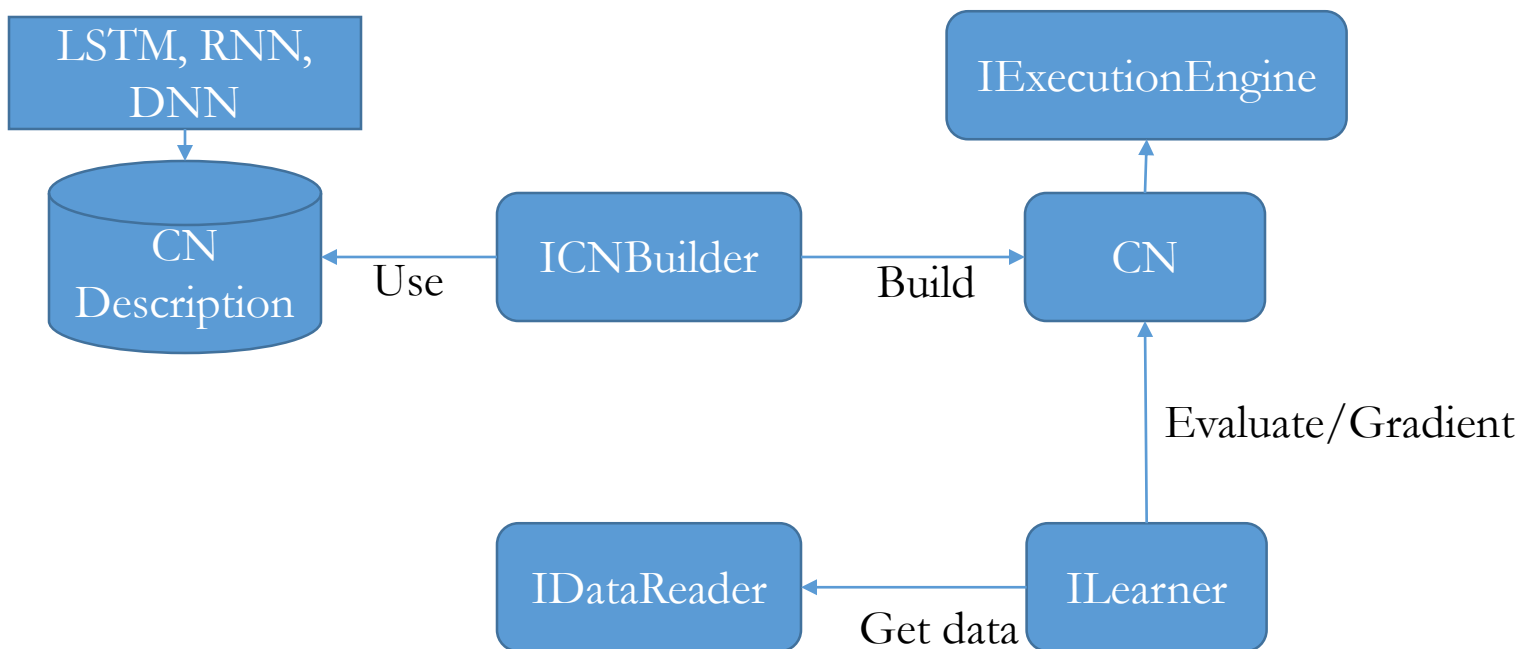 LSTM, RNN,
DNN
IExecutionEngine
CN
Description
Use
ICNBuilder
Build
CN
Evaluate/Gradient
IDataReader
Get data
ILearner